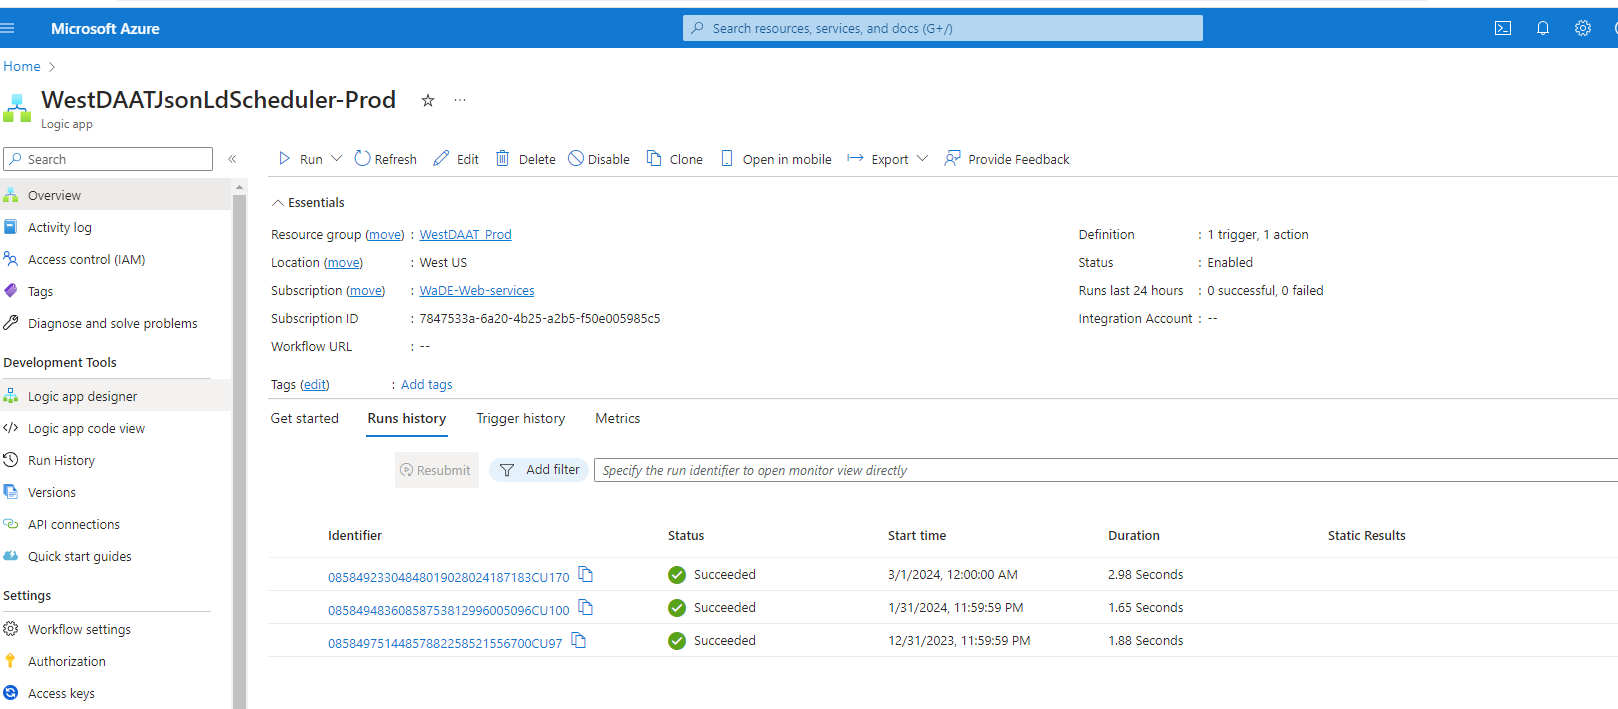 Microsoft Azure
Search resources, services, and docs (G+/)
Home
WestDAATJsonLdScheduler-Prod
Logic app
Search
Run
Refresh
Edit
Delete
Disable
Clone
Open in mobile
Export
Provide Feedback
Overview
Activity log
Access control (IAM)
Tags
Diagnose and solve problems
Development Tools
Logic app designer
Logic app code view
Run History
Versions
API connections
Quick start guides
Settings
Workflow settings
Authorization
Access keys
Essentials
Resource group (move) : WestDAAT_Prod
Location (move) : West US
Subscription (move) : WaDE-Web-services
Subscription ID : 7847533a-6a20-4b25-a2b5-f50e005985c5
Workflow URL : --
Definition : 1 trigger, 1 action
Status : Enabled
Runs last 24 hours : 0 successful, 0 failed
Integration Account : --
Tags (edit) : Add tags
Get started Runs history Trigger history Metrics
Resubmit Add filter Specify the run identifier to open monitor view directly
Identifier Status Start time Duration Static Results
08584923304848019028024187183CU170 Succeeded 3/1/2024, 12:00:00 AM 2.98 Seconds
08584948360858753812996005096CU100 Succeeded 1/31/2024, 11:59:59 PM 1.65 Seconds
08584975144857882258521556700CU97 Succeeded 12/31/2023, 11:59:59 PM 1.88 Seconds